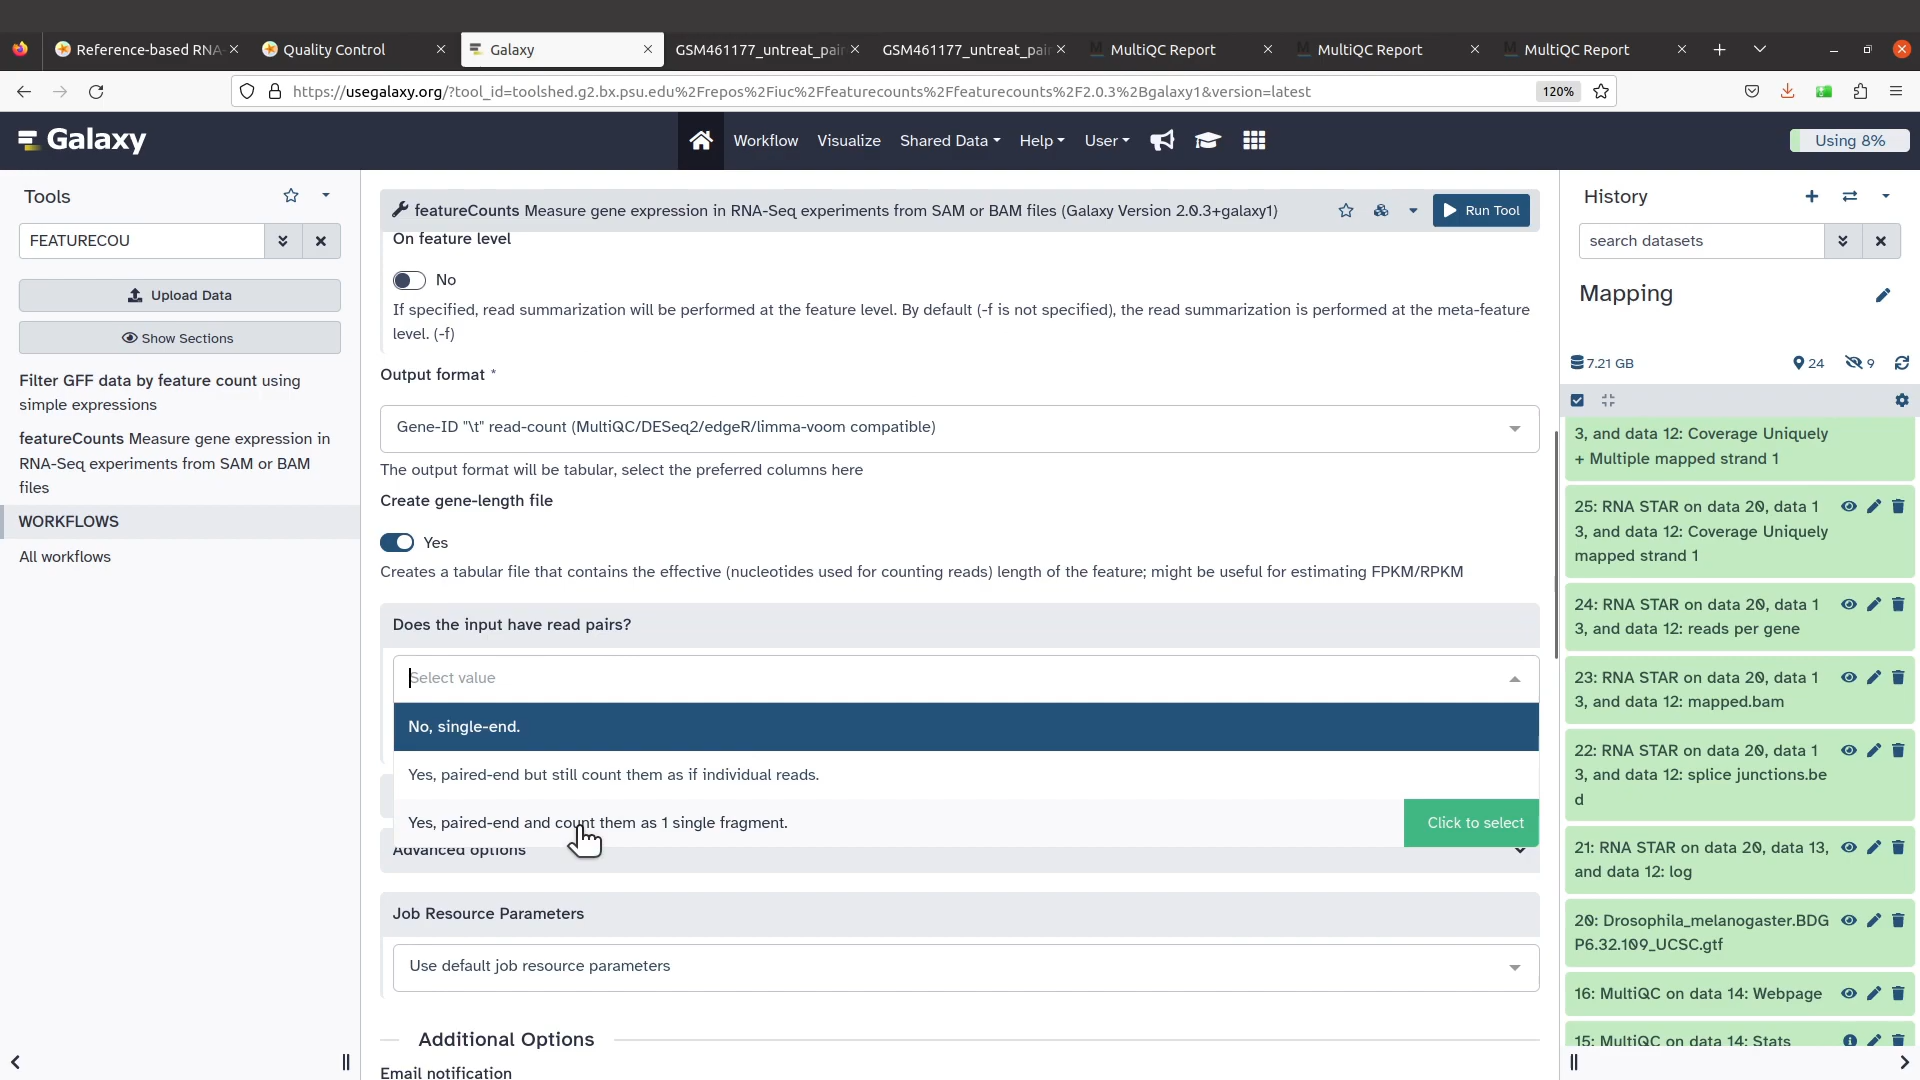 Reference-based RNA-
Quality Control
Galaxy
GSM461177_untreat_pair
GSM461177_untreat_pair
MultiQC Report
MultiQC Report
MultiQC Report
https://usegalaxy.org/?tool_id=toolshed.g2.bx.psu.edu%2Frepos%2Fiuc%2Ffeaturecounts%2Ffeaturecounts%2F2.0.3%2Bgalaxy1&version=latest
120%
Galaxy
Workflow
Visualize
Shared Data
Help
User
Using 8%
Tools
FEATURECOU
Upload Data
Show Sections
Filter GFF data by feature count using
simple expressions
featureCounts Measure gene expression in
RNA-Seq experiments from SAM or BAM
files
WORKFLOWS
All workflows
featureCounts Measure gene expression in RNA-Seq experiments from SAM or BAM files (Galaxy Version 2.0.3+galaxy1)
Run Tool
On feature level
No
If specified, read summarization will be performed at the feature level. By default (-f is not specified), the read summarization is performed at the meta-feature
level. (-f)
Output format *
Gene-ID "\t" read-count (MultiQC/DESeq2/edgeR/limma-voom compatible)
The output format will be tabular, select the preferred columns here
Create gene-length file
Yes
Creates a tabular file that contains the effective (nucleotides used for counting reads) length of the feature; might be useful for estimating FPKM/RPKM
Does the input have read pairs?
Select value
No, single-end.
Yes, paired-end but still count them as if individual reads.
Yes, paired-end and count them as 1 single fragment.
Click to select
Advanced options
Job Resource Parameters
Use default job resource parameters
Additional Options
Email notification
History
search datasets
Mapping
7.21 GB
24
9
3, and data 12: Coverage Uniquely
+ Multiple mapped strand 1
25: RNA STAR on data 20, data 1
3, and data 12: Coverage Uniquely
mapped strand 1
24: RNA STAR on data 20, data 1
3, and data 12: reads per gene
23: RNA STAR on data 20, data 1
3, and data 12: mapped.bam
22: RNA STAR on data 20, data 1
3, and data 12: splice junctions.be
d
21: RNA STAR on data 20, data 13,
and data 12: log
20: Drosophila_melanogaster.BDG
P6.32.109_UCSC.gtf
16: MultiQC on data 14: Webpage
15: MultiQC on data 14: Stats